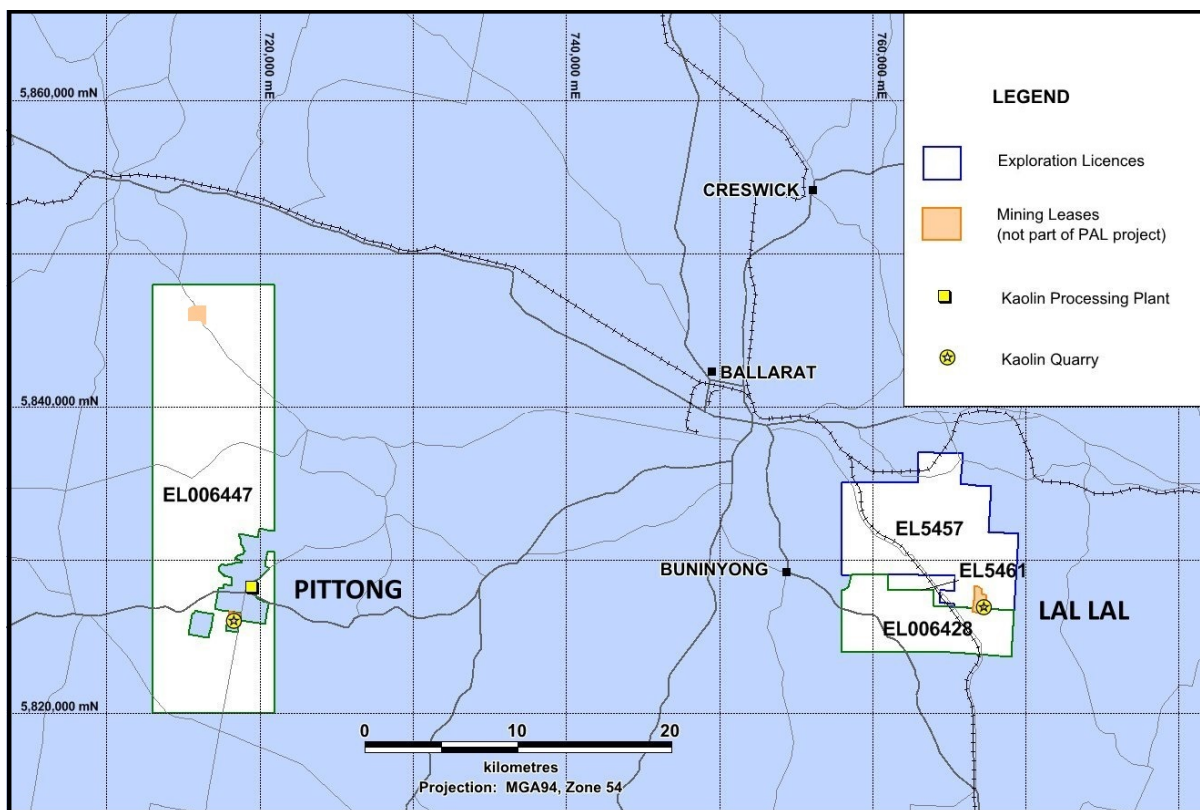 720,000 mE
740,000 mE
760,000 mE
5,860,000 mN
LEGEND
Exploration Licences
CRESWICK
Mining Leases
(not part of PAL project)
Kaolin Processing Plant
Kaolin Quarry
BALLARAT
5,840,000 mN
EL006447
EL5457
BUNINYONG
EL5461
PITTONG
LAL LAL
EL006428
5,820,000 mN
0 10 20
kilometres
Projection: MGA94, Zone 54